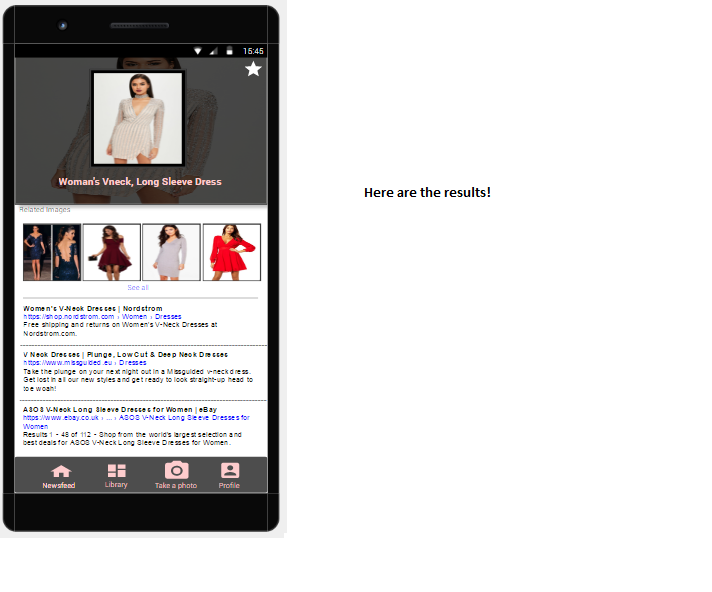 15:45
Woman's Vneck, Long Sleeve Dress
Here are the results!
Related Images
See all
Women's V-Neck Dresses | Nordstrom
https://shop.nordstrom.com › Women › Dresses
Free shipping and returns on Women's V-Neck Dresses at
Nordstrom.com.
V Neck Dresses | Plunge, Low Cut & Deep Neck Dresses
https://www.missguided.eu › Dresses
Take the plunge on your next night out in a Missguided v-neck dress.
Get lost in all our new styles and get ready to look straight-up head to
toe woah!
ASOS V-Neck Long Sleeve Dresses for Women | eBay
https://www.ebay.co.uk › ... › ASOS V-Neck Long Sleeve Dresses for
Women
Results 1 - 48 of 112 - Shop from the world's largest selection and
best deals for ASOS V-Neck Long Sleeve Dresses for Women.
Newsfeed Library Take a photo Profile